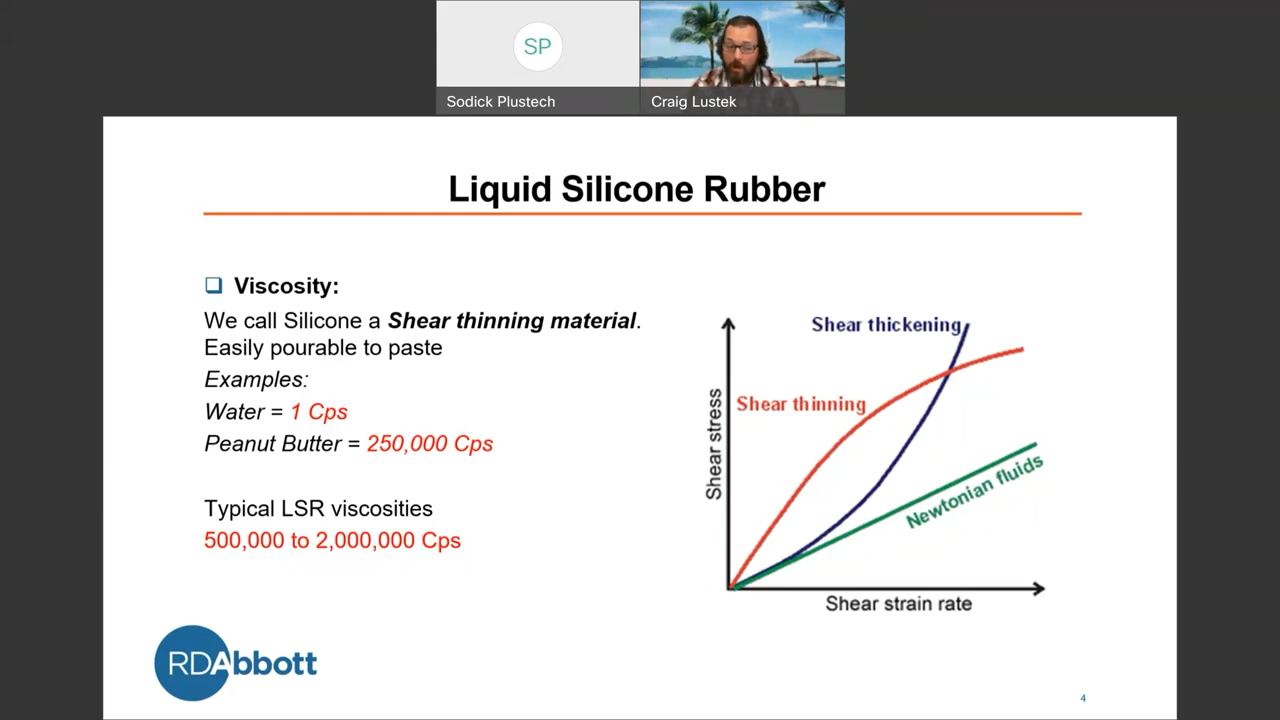 SP
Sodick Plustech
Craig Lustek
Liquid Silicone Rubber
Viscosity:
We call Silicone a Shear thinning material.
Easily pourable to paste
Examples:
Water = 1 Cps
Peanut Butter = 250,000 Cps
Typical LSR viscosities
500,000 to 2,000,000 Cps
Shear thickening
Shear thinning
Shear stress
Newtonian fluids
Shear strain rate
RDAbbott
4